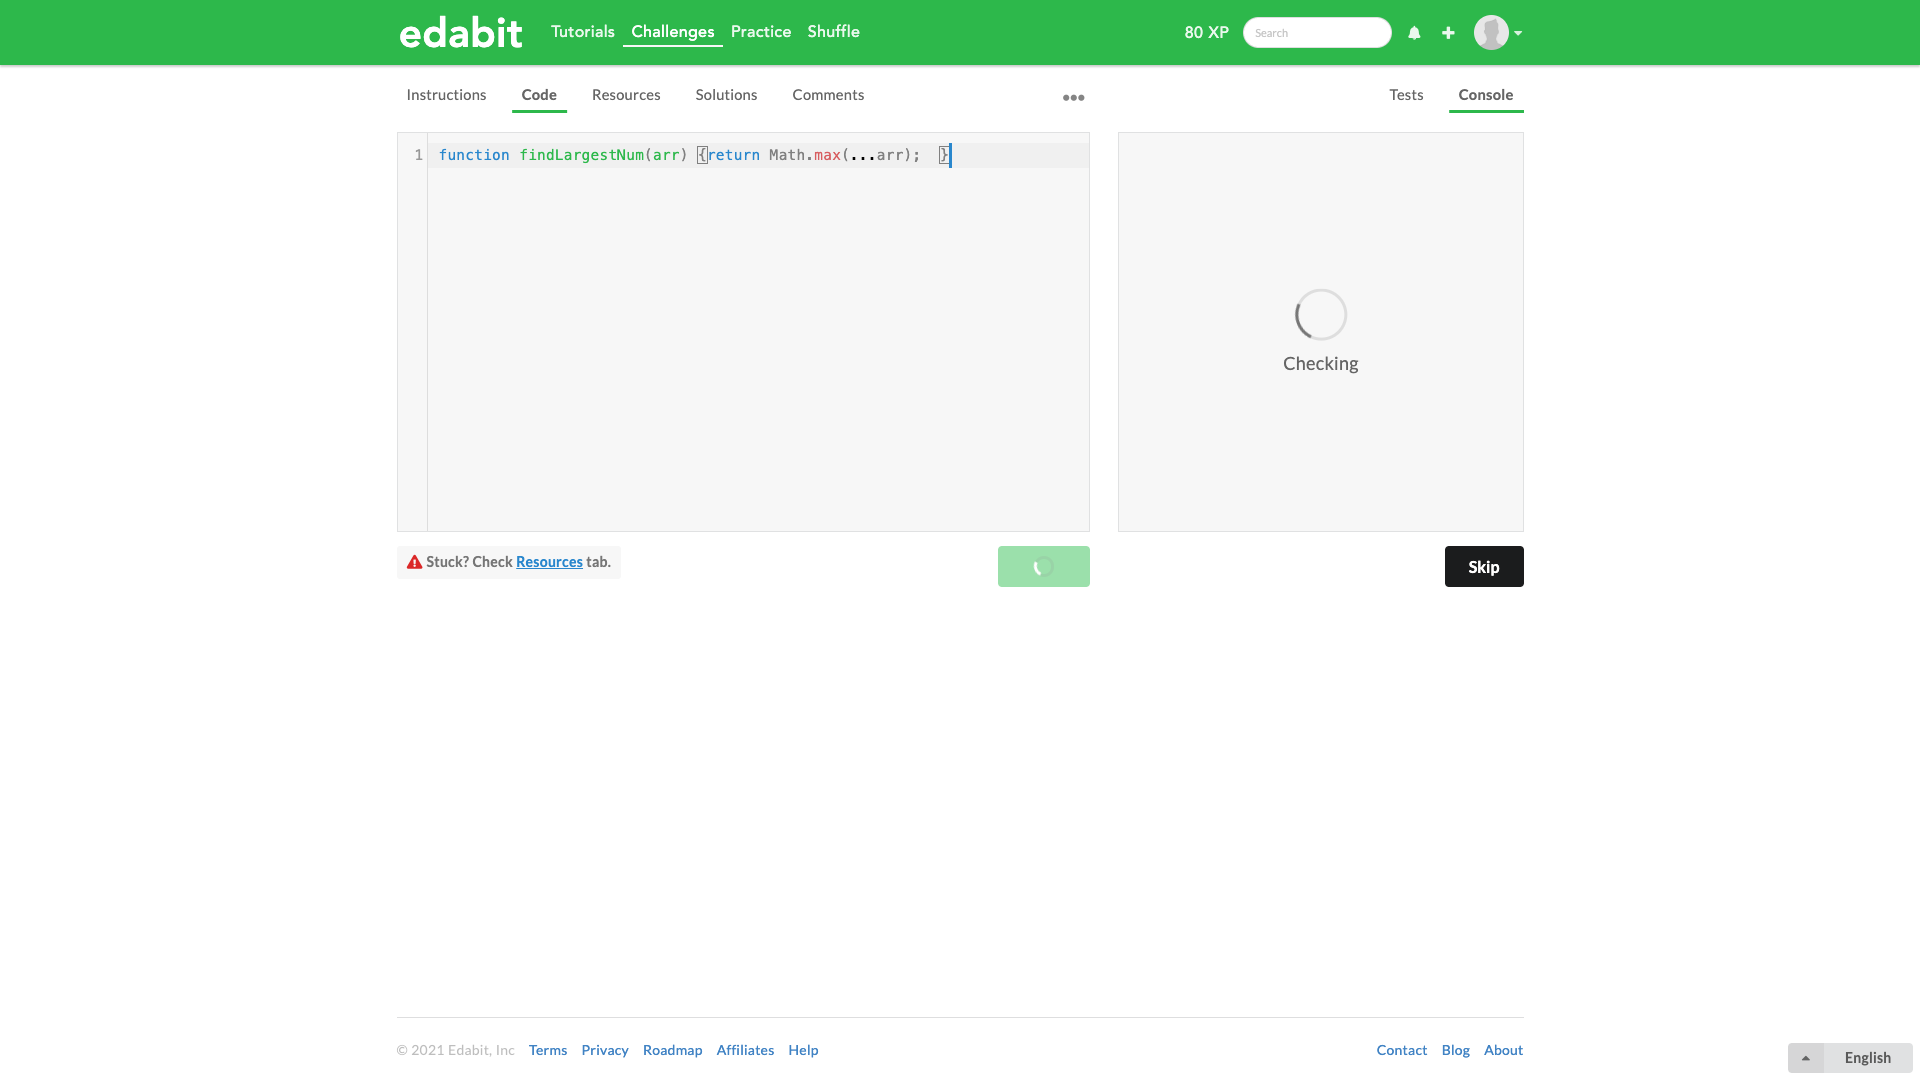 edabit Tutorials Challenges Practice Shuffle 80 XP Search
Instructions Code Resources Solutions Comments Tests Console
1 function findLargestNum(arr) {return Math.max(...arr);  }
Checking
Stuck? Check Resources tab.
Skip
© 2021 Edabit, Inc Terms Privacy Roadmap Affiliates Help Contact Blog About
English